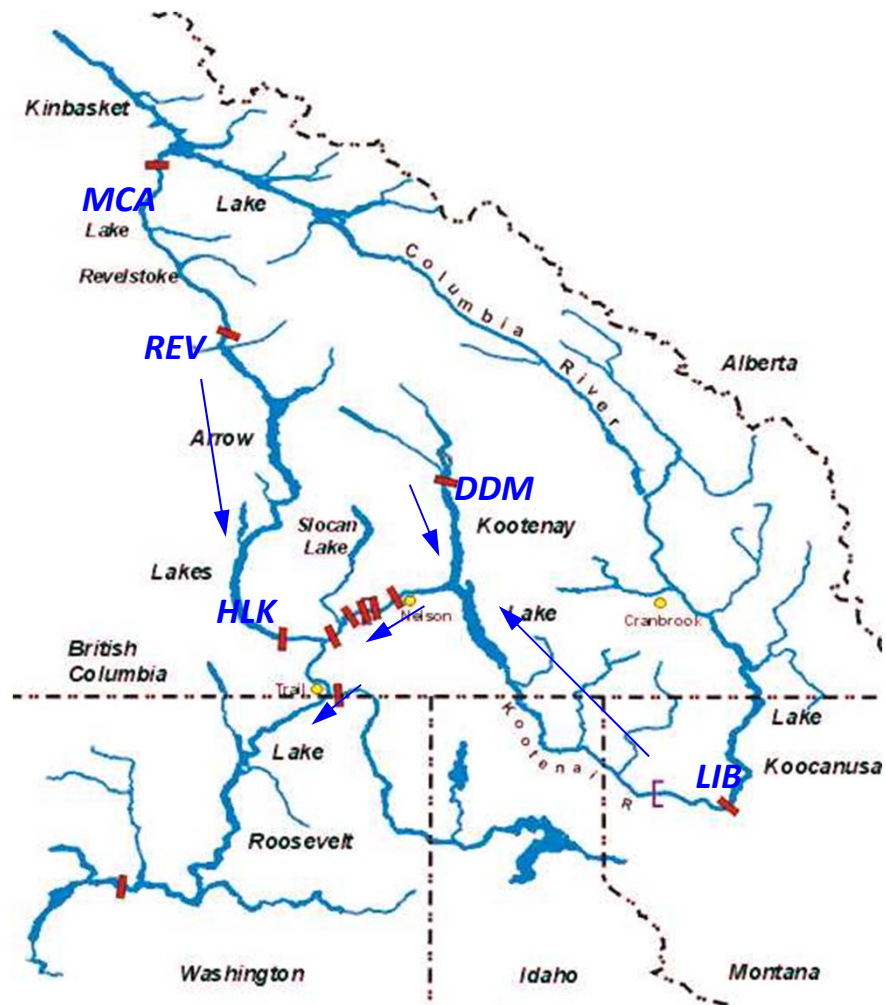 Kinbasket
MCA
Lake
Lake
Revelstoke
Columbia
River
REV
Alberta
Arrow
DDM
Kootenay
Slocan
Lake
Lakes
HLK
Nelson
Lake
Cranbrook
British
Columbia
Trail
Lake
Kootenai R
Lake
LIB
Koocanusa
Roosevelt
Washington
Idaho
Montana